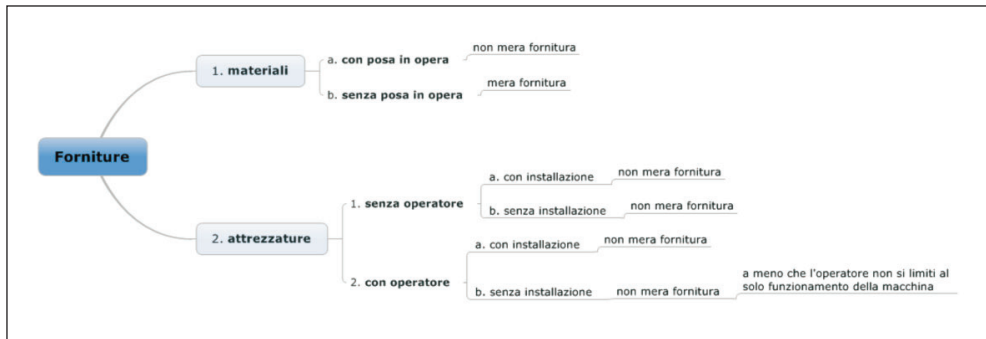 Forniture
1. materiali
a. con posa in opera
non mera fornitura
b. senza posa in opera
mera fornitura
2. attrezzature
1. senza operatore
a. con installazione
non mera fornitura
b. senza installazione
non mera fornitura
2. con operatore
a. con installazione
non mera fornitura
b. senza installazione
non mera fornitura
a meno che l'operatore non si limiti al
solo funzionamento della macchina